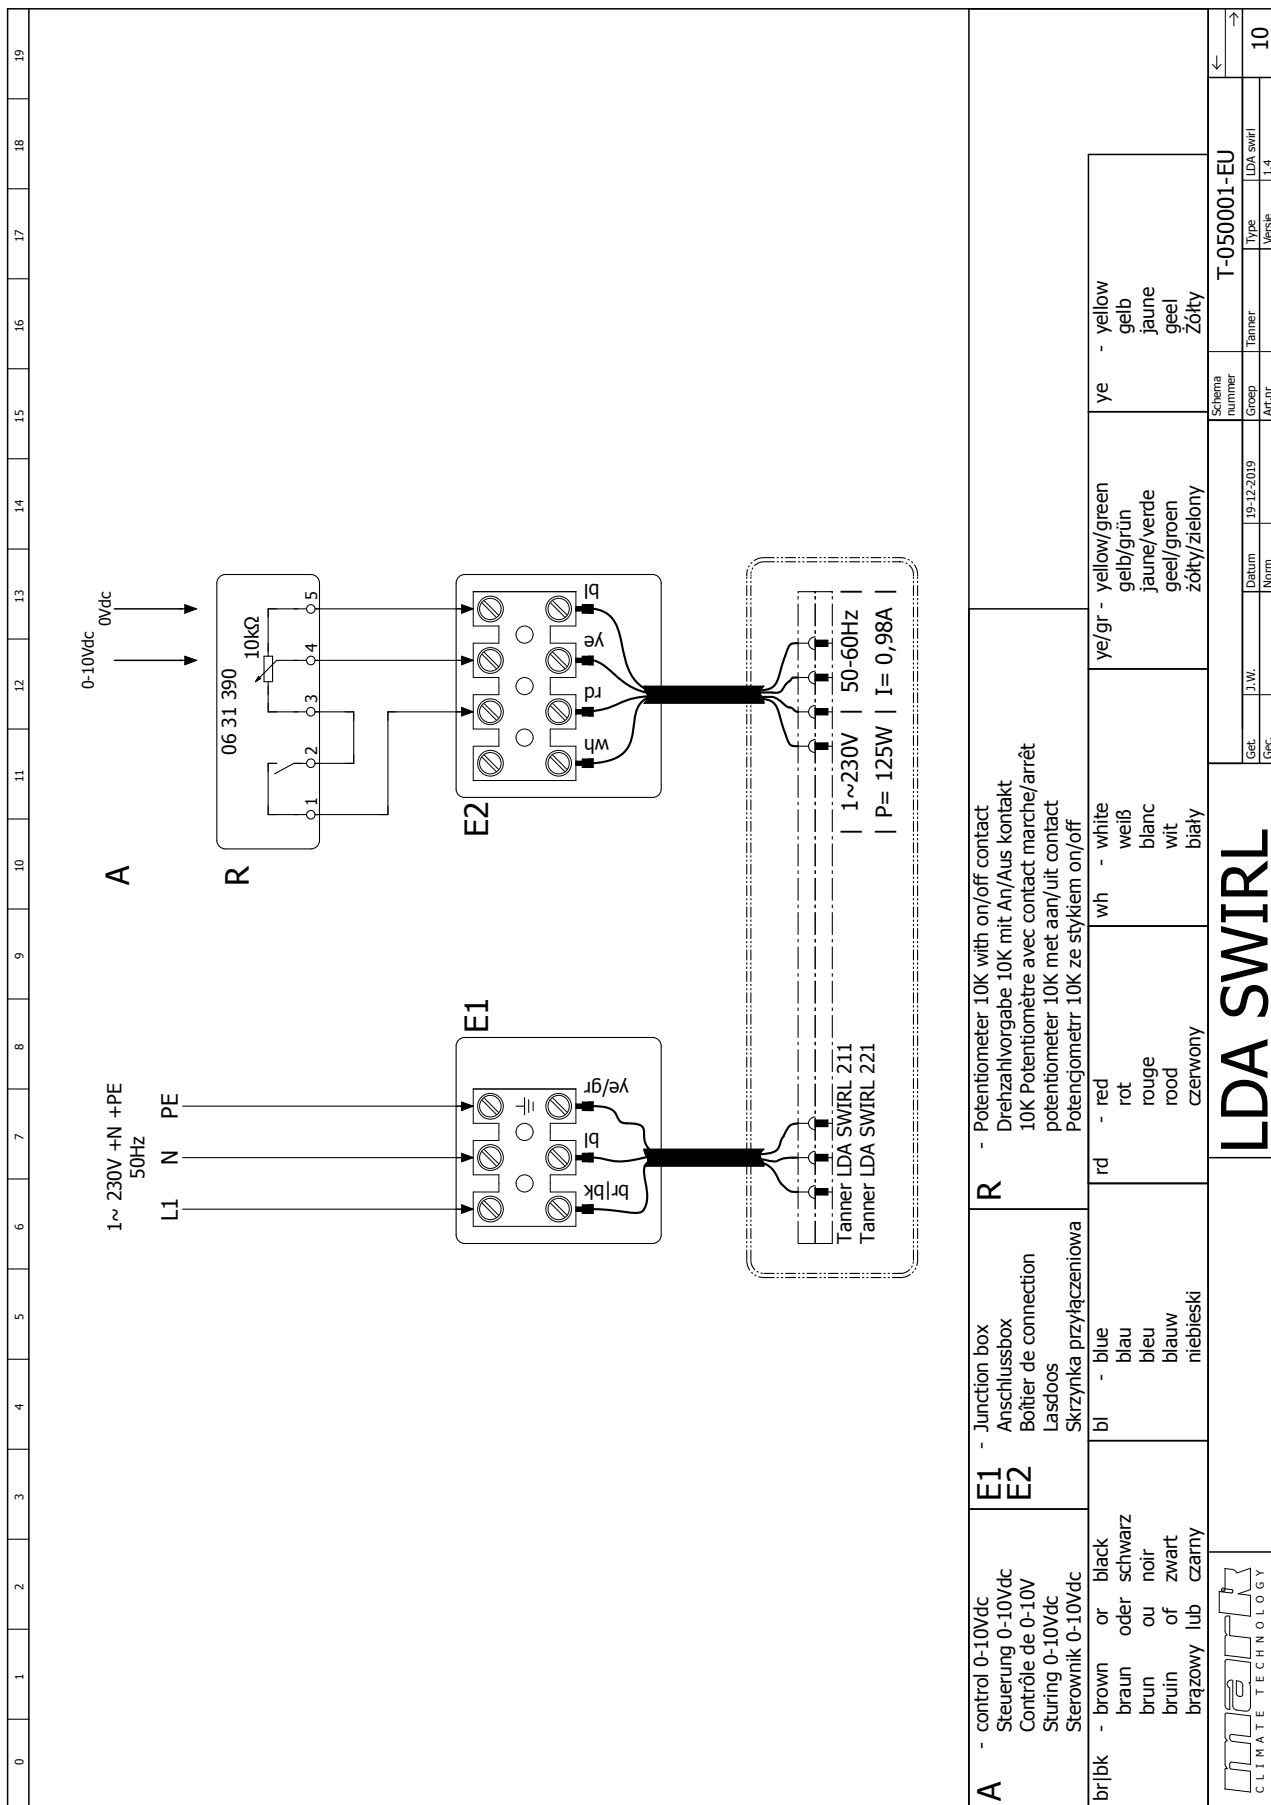 0 1 2 3 4 5 6 7 8 9 10 11 12 13 14 15 16 17 18 19
1~ 230V +N +PE
50Hz
L1 N PE
A
0-10Vdc
0Vdc
R
06 31 390
10kΩ
1 2 3 4 5
E1
br|bk bl ye/gr
E2
wh rd ye bl
Tanner LDA SWIRL 211
Tanner LDA SWIRL 221
| 1~230V | 50-60Hz |
| P= 125W | I= 0,98A |
A - control 0-10Vdc
Steuerung 0-10Vdc
Contrôle de 0-10V
Sturing 0-10Vdc
Sterownik 0-10Vdc
E1 - Junction box
E2 Anschlussbox
Boîtier de connection
Lasdoos
Skrzynka przyłączeniowa
R - Potentiometer 10K with on/off contact
Drehzahlvorgabe 10K mit An/Aus kontakt
10K Potentiomètre avec contact marche/arrêt
potentiometer 10K met aan/uit contact
Potencjometrr 10K ze stykiem on/off
br|bk - brown or black
braun oder schwarz
brun ou noir
bruin of zwart
brązowy lub czarny
bl - blue
blau
bleu
blauw
niebieski
rd - red
rot
rouge
rood
czerwony
wh - white
weiß
blanc
wit
biały
ye/gr - yellow/green
gelb/grün
jaune/verde
geel/groen
żółty/zielony
ye - yellow
gelb
jaune
geel
Żółty
mark
CLIMATE TECHNOLOGY
LDA SWIRL
Get. J.W. Datum 19-12-2019
Gec. Norm
Schema nummer T-050001-EU
Groep Tanner Type LDA swirl
Art.nr Versie 1.4
← →
10